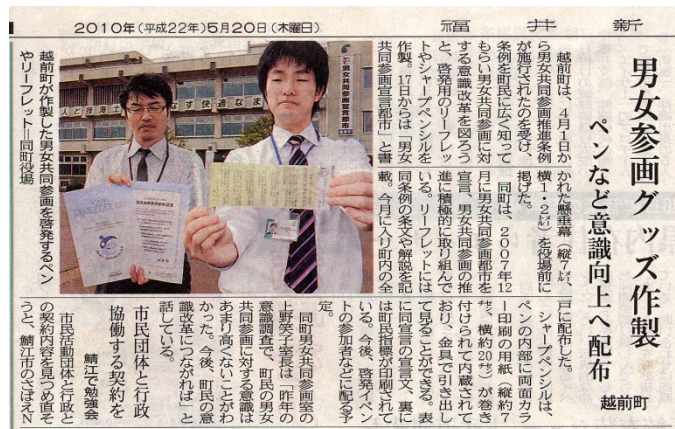 2010年(平成22年)5月20日(木曜日)
福井新
男女参画グッズ作製
ペンなど意識向上へ配布
越前町
越前町は、4月1日か
ら男女共同参画推進条例
が施行されたのを受け、
条例を町民に広く知って
もらい男女共同参画に対
する意識改革を図ろう
と、啓発用のリーフレッ
トやシャープペンシルを
作製。17日からは「男女
共同参画宣言都市」と書
かれた懸垂幕(縦7㍍、
横1・2㍍)を役場前に
掲げた。
同町は、2007年12
月に男女共同参画都市を
宣言、男女共同参画の推
進に積極的に取り組んで
いる。リーフレットには
同条例の条文や解説を記
載。今月に入り町内の全
戸に配布した。
シャープペンシルは、
ペンの内部に両面カラ
ー印刷の用紙(縦約7
㌢、横約20㌢)が巻き
付けられて内蔵されて
おり、金具で引き出し
て見ることができる。表
に同宣言の宣言文、裏に
は町民指標が印刷されて
いる。今後、啓発イベン
トの参加者などに配る予
定。
同町男女共同参画室の
上野笑子室長は「昨年の
意識調査で、町民の男女
共同参画に対する意識は
あまり高くないことがわ
かった。今後、町民の意
識改革につながれば」と
話している。
越前町が作製した男女共同参画を啓発するペン
やリーフレット=同町役場
男女共同参画宣言都市
市民団体と行政
協働する契約を
鯖江で勉強会
市民活動団体と行政と
の契約内容を見つめ直そ
うと、鯖江市のさばえN